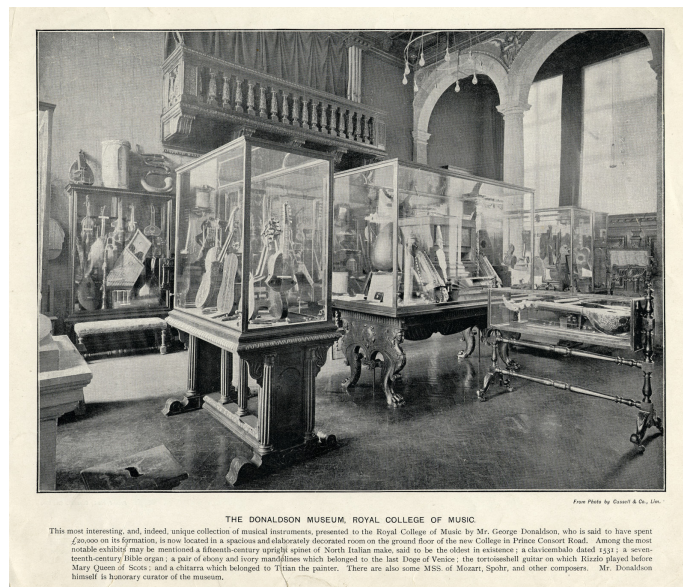 From Photo by Cassell & Co., Lim.
THE DONALDSON MUSEUM, ROYAL COLLEGE OF MUSIC.
This most interesting, and, indeed, unique collection of musical instruments, presented to the Royal College of Music by Mr. George Donaldson, who is said to have spent
£20,000 on its formation, is now located in a spacious and elaborately decorated room on the ground floor of the new College in Prince Consort Road. Among the most
notable exhibits may be mentioned a fifteenth-century upright spinet of North Italian make, said to be the oldest in existence; a clavicembalo dated 1531; a seven-
teenth-century Bible organ; a pair of ebony and ivory mandolines which belonged to the last Doge of Venice; the tortoiseshell guitar on which Rizzio played before
Mary Queen of Scots; and a chitarra which belonged to Titian the painter. There are also some MSS. of Mozart, Spohr, and other composers. Mr. Donaldson
himself is honorary curator of the museum.